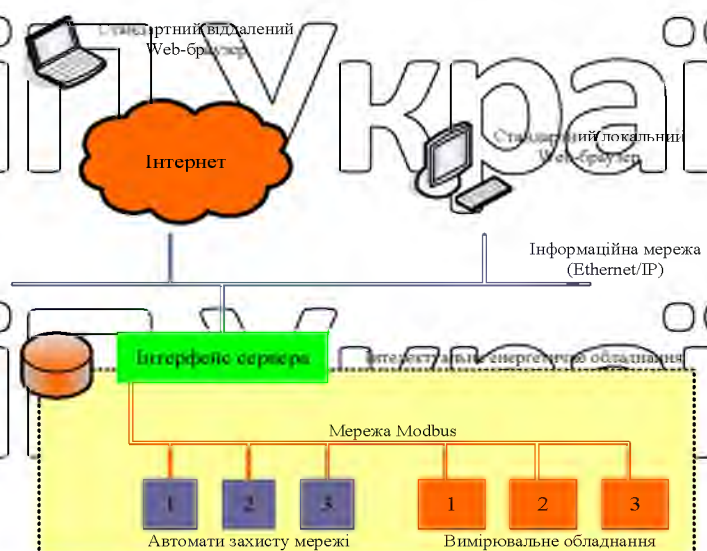 Стандартний віддалений
Web-браузер
Інтернет
Стандартний локальний
Web-браузер
Інформаційна мережа
(Ethernet/IP)
Інтерфейс сервера
Інтелектуальне енергетичне обладнання
Мережа Modbus
1 2 3 1 2 3
Автомати захисту мережі Вимірювальне обладнання